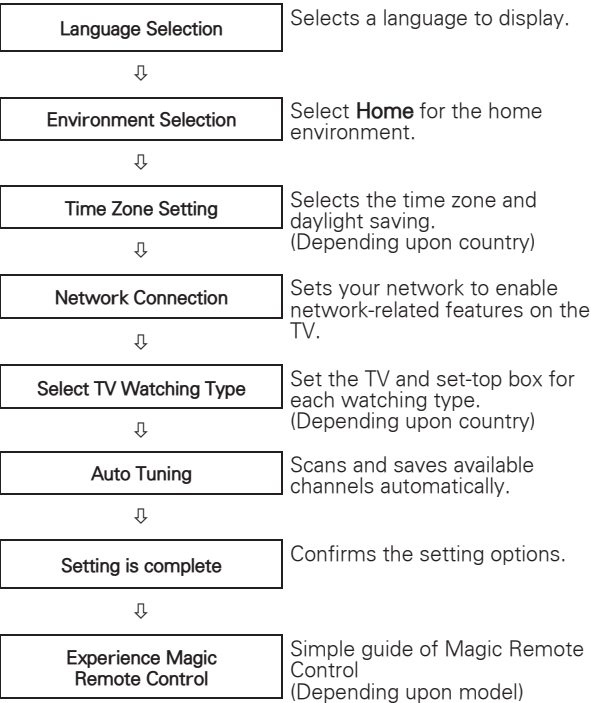 Language Selection
Selects a language to display.
⇩
Environment Selection
Select Home for the home
environment.
⇩
Time Zone Setting
Selects the time zone and
daylight saving.
(Depending upon country)
⇩
Network Connection
Sets your network to enable
network-related features on the
TV.
⇩
Select TV Watching Type
Set the TV and set-top box for
each watching type.
(Depending upon country)
⇩
Auto Tuning
Scans and saves available
channels automatically.
⇩
Setting is complete
Confirms the setting options.
⇩
Experience Magic
Remote Control
Simple guide of Magic Remote
Control
(Depending upon model)